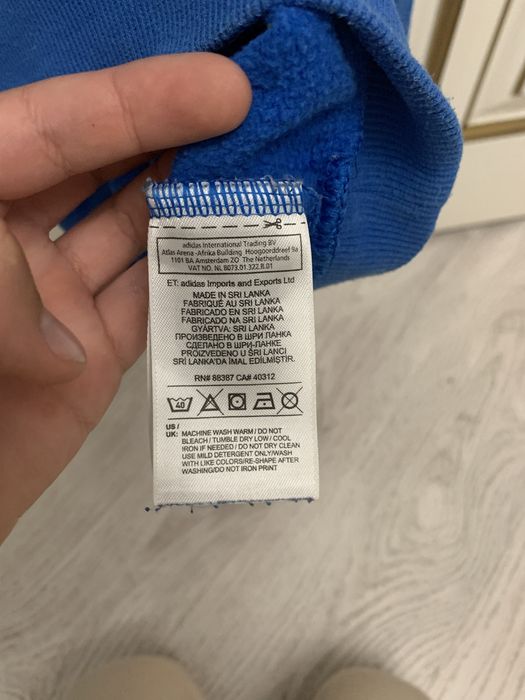 adidas International Trading BV
Atlas Arena -Afrika Building Hoogoorddreef 9a
1101 BA Amsterdam ZO The Netherlands
VAT NO. NL 8073.01.322.B.01
ET: adidas Imports and Exports Ltd
MADE IN SRI LANKA
FABRIQUÉ AU SRI LANKA
FABRICADO EN SRI LANKA
FABRICADO NA SRI LANKA
GYÁRTVA: SRI LANKA
ПРОИЗВЕДЕНО В ШРИ ЛАНКА
СДЕЛАНО В ШРИ-ЛАНКЕ
PROIZVEDENO U ŠRI LANCI
SRİ LANKA'DA İMAL EDİLMİŞTİR.
RN# 88387 CA# 40312
40
US /
UK: MACHINE WASH WARM / DO NOT
BLEACH / TUMBLE DRY LOW / COOL
IRON IF NEEDED / DO NOT DRY CLEAN
USE MILD DETERGENT ONLY/WASH
WITH LIKE COLORS/RE-SHAPE AFTER
WASHING/DO NOT IRON PRINT